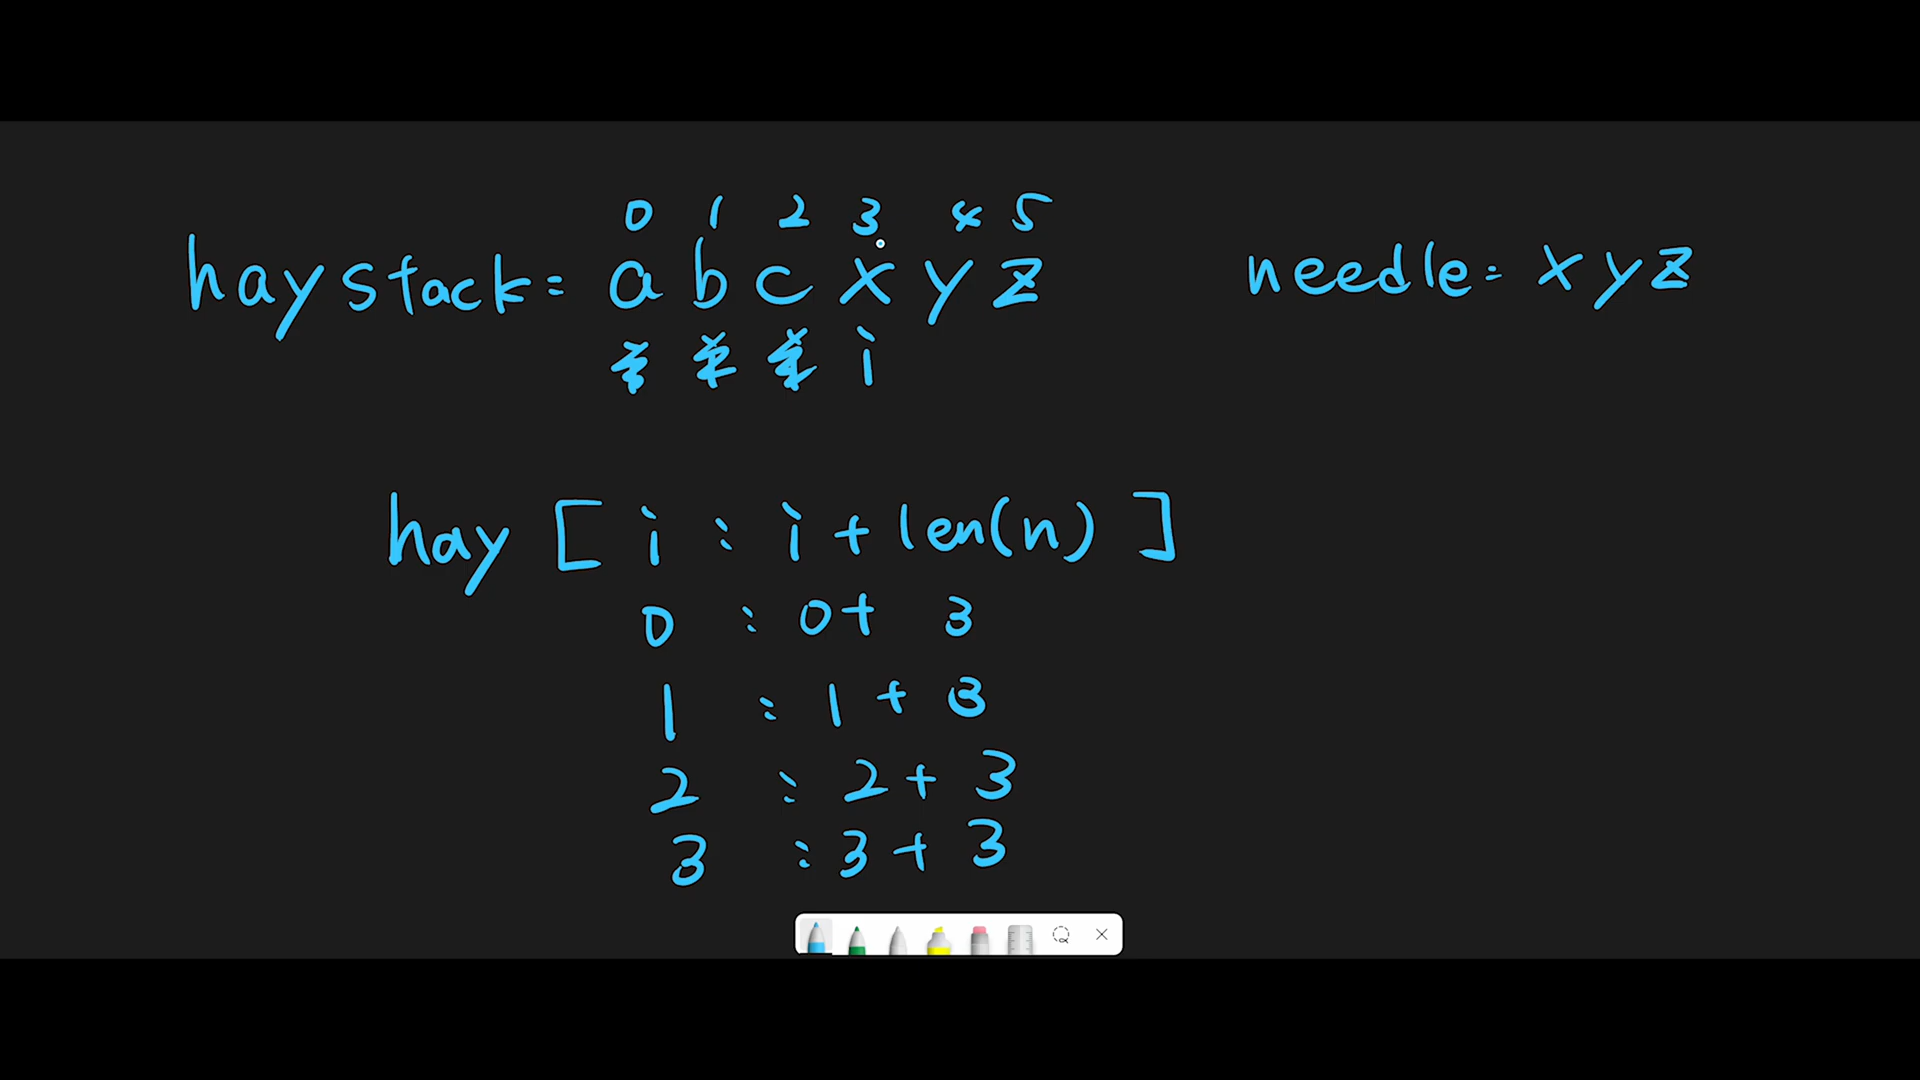 0 1 2 3 4 5
haystack= a b c x y z
needle= xyz
i
hay [ i : i + len(n) ]
0 : 0+ 3
1 : 1 + 3
2 : 2 + 3
3 : 3 + 3